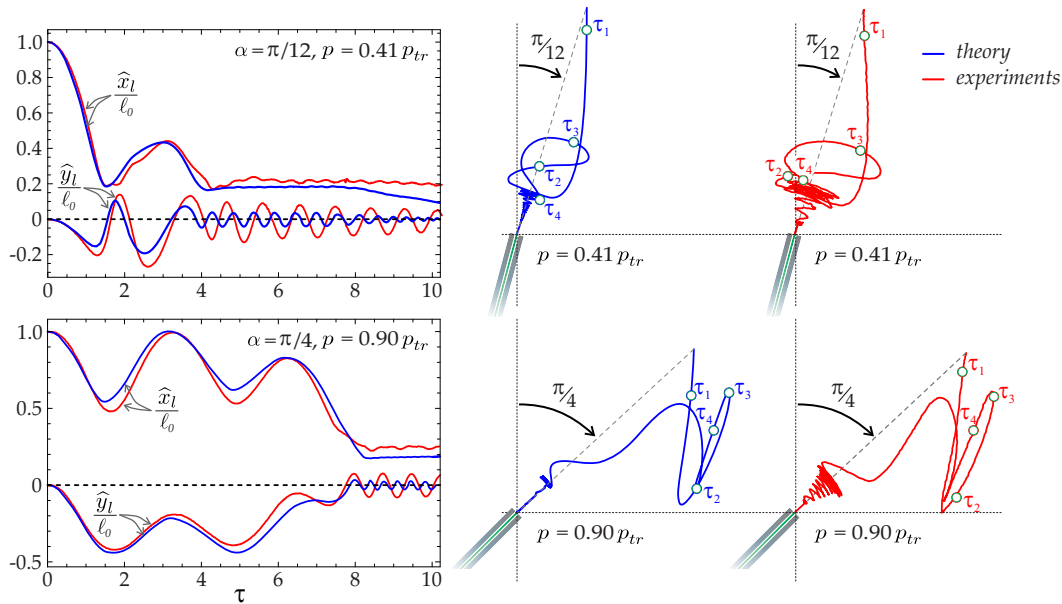 α = π/12, p = 0.41 p_tr
1.0
0.8
0.6
0.4
0.2
0
-0.2
x̂_l/ℓ_0
ŷ_l/ℓ_0
0 2 4 6 8 10
π/12
τ_1
τ_3
τ_2
τ_4
p = 0.41 p_tr
π/12
τ_1
τ_3
τ_2
τ_4
p = 0.41 p_tr
theory
experiments
α = π/4, p = 0.90 p_tr
1.0
0.5
0
-0.5
x̂_l/ℓ_0
ŷ_l/ℓ_0
0 2 4 6 8 10
τ
π/4
τ_1
τ_3
τ_4
τ_2
p = 0.90 p_tr
π/4
τ_1
τ_3
τ_4
τ_2
p = 0.90 p_tr